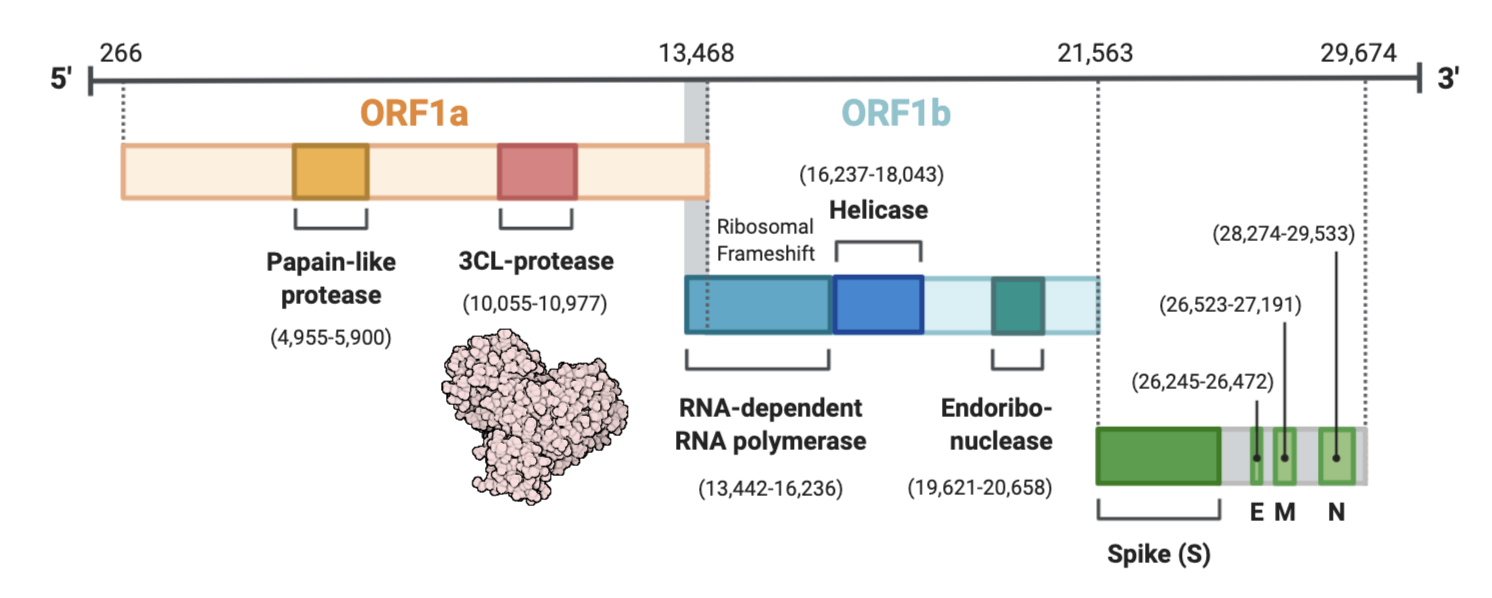 266 13,468 21,563 29,674
5' 3'
ORF1a ORF1b
(16,237-18,043)
Helicase
Ribosomal
Frameshift
(28,274-29,533)
Papain-like
protease
(4,955-5,900)
3CL-protease
(10,055-10,977)
(26,523-27,191)
(26,245-26,472)
RNA-dependent
RNA polymerase
(13,442-16,236)
Endoribo-
nuclease
(19,621-20,658)
E M N
Spike (S)